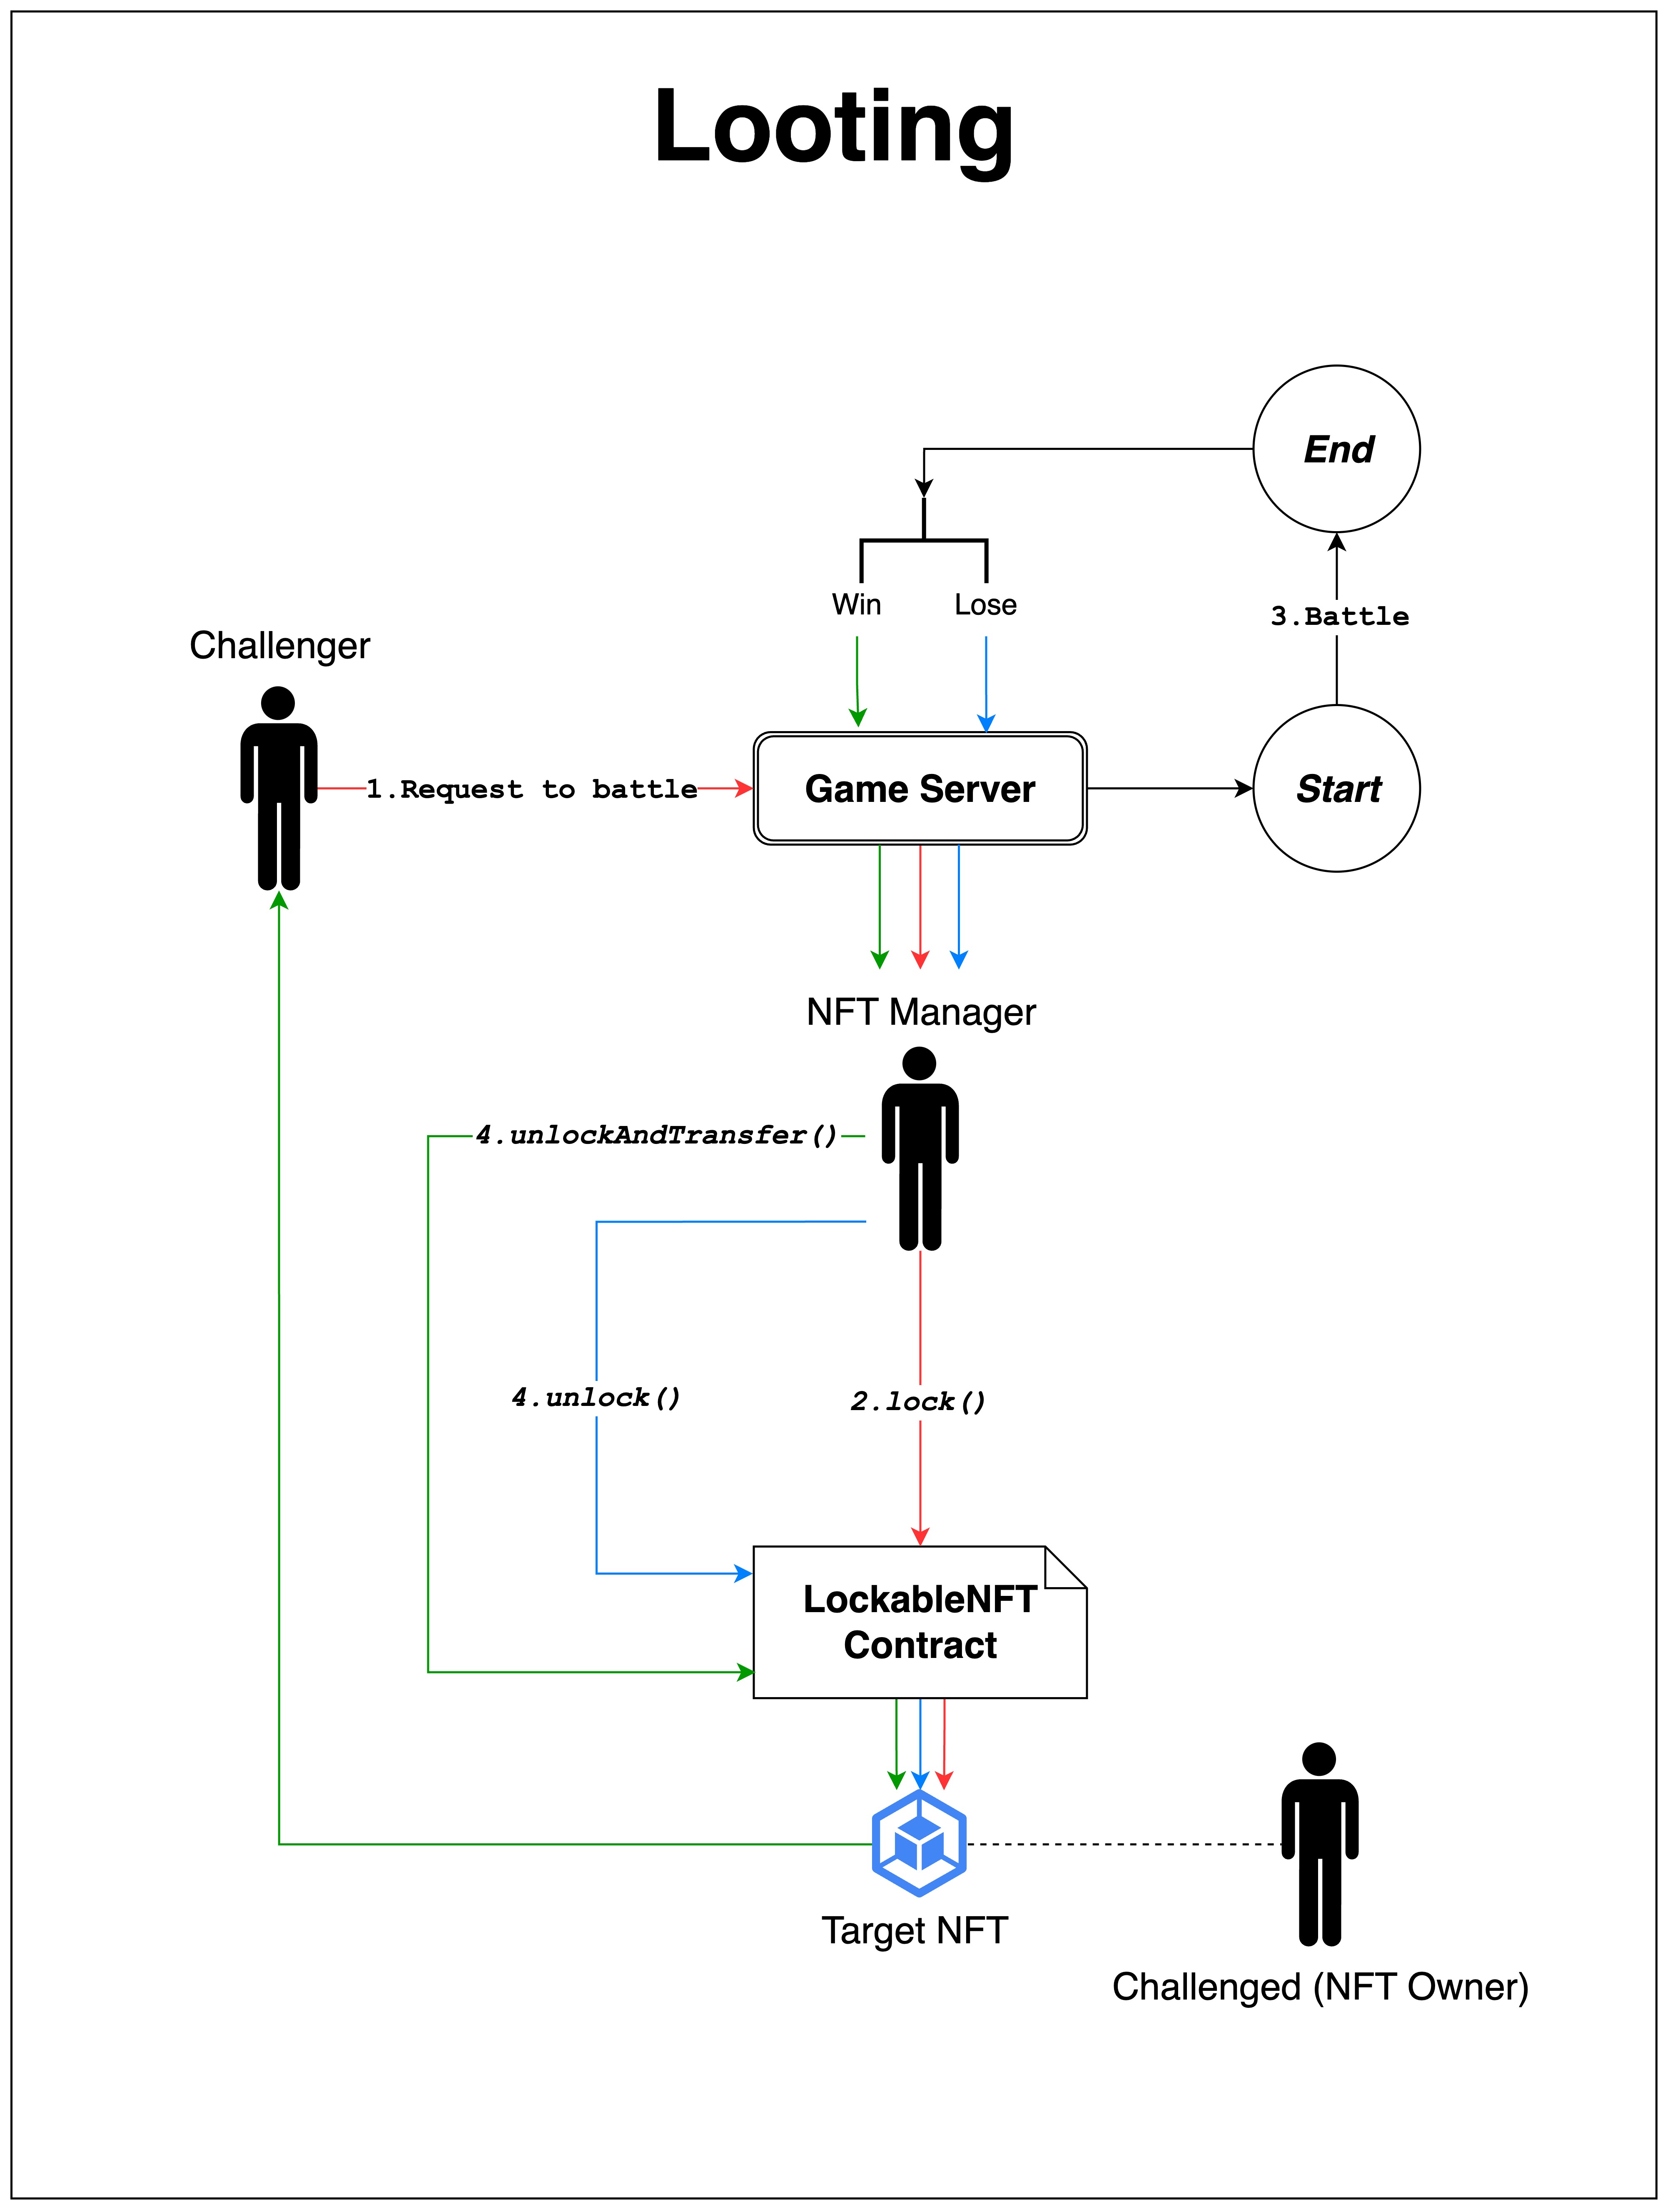 Looting
End
Win
Lose
3.Battle
Challenger
1.Request to battle
Game Server
Start
NFT Manager
4.unlockAndTransfer()
4.unlock()
2.lock()
LockableNFT
Contract
Target NFT
Challenged (NFT Owner)